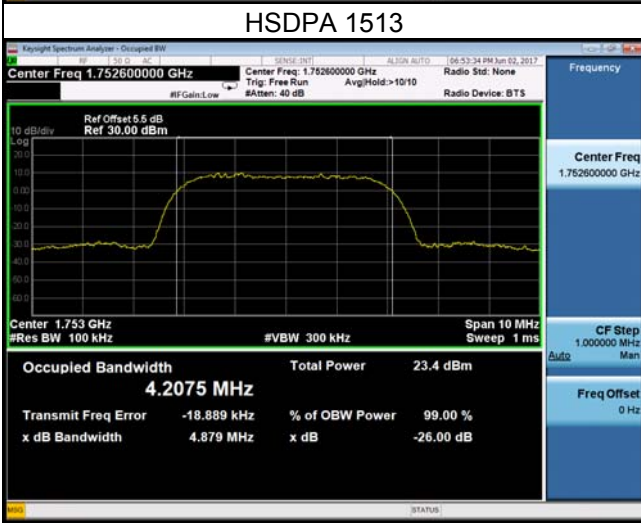 HSDPA 1513
Keysight Spectrum Analyzer - Occupied BW
RF 50 Ω AC SENSE:INT ALIGN AUTO 06:53:34 PM Jun 02, 2017
Center Freq 1.752600000 GHz Center Freq: 1.752600000 GHz Radio Std: None Frequency
Trig: Free Run Avg|Hold:>10/10
#IFGain:Low #Atten: 40 dB Radio Device: BTS
Ref Offset 5.5 dB
10 dB/div Ref 30.00 dBm
Log
20.0
10.0
0.00
10.0
20.0
30.0
40.0
50.0
60.0
Center Freq
1.752600000 GHz
Center 1.753 GHz Span 10 MHz
#Res BW 100 kHz #VBW 300 kHz Sweep 1 ms
CF Step
1.000000 MHz
Auto Man
Occupied Bandwidth Total Power 23.4 dBm
4.2075 MHz
Transmit Freq Error -18.889 kHz % of OBW Power 99.00 %
x dB Bandwidth 4.879 MHz x dB -26.00 dB
Freq Offset
0 Hz
MSG STATUS